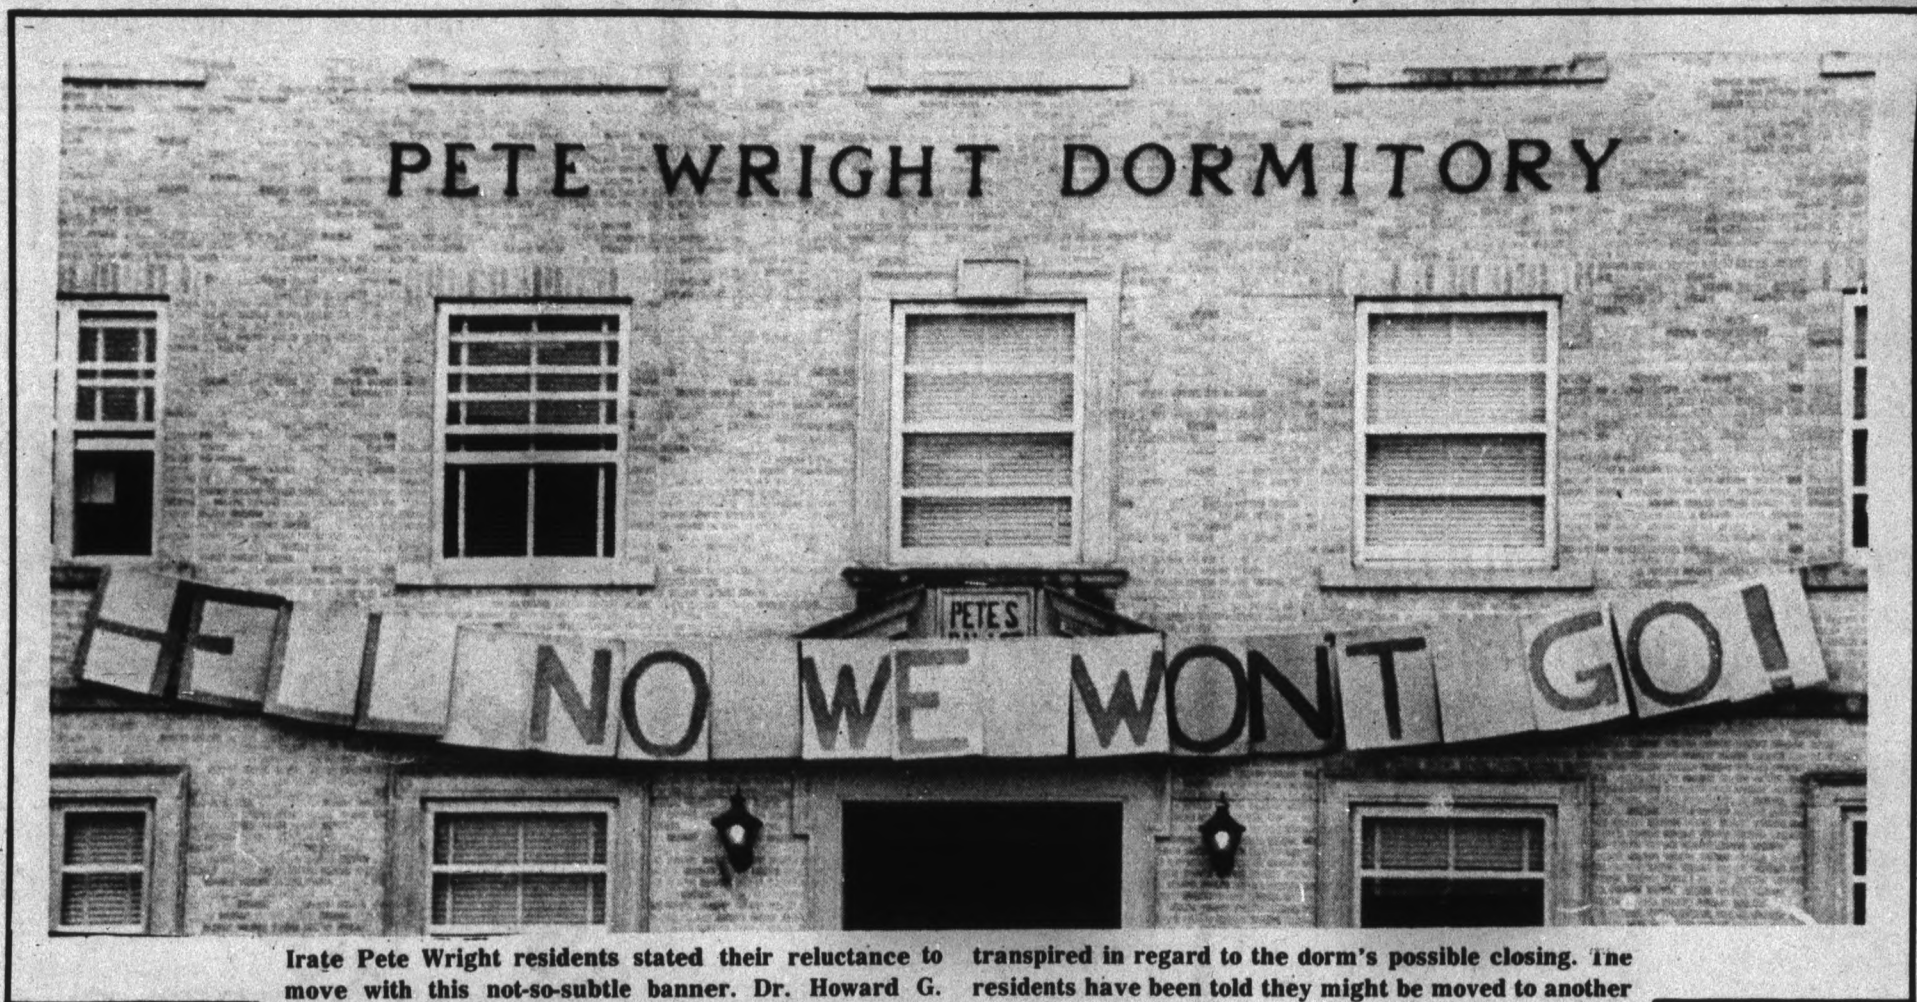 PETE WRIGHT DORMITORY
PETE'S
HELL NO WE WON'T GO!
Irate Pete Wright residents stated their reluctance to
move with this not-so-subtle banner. Dr. Howard G.
transpired in regard to the dorm's possible closing. The
residents have been told they might be moved to another